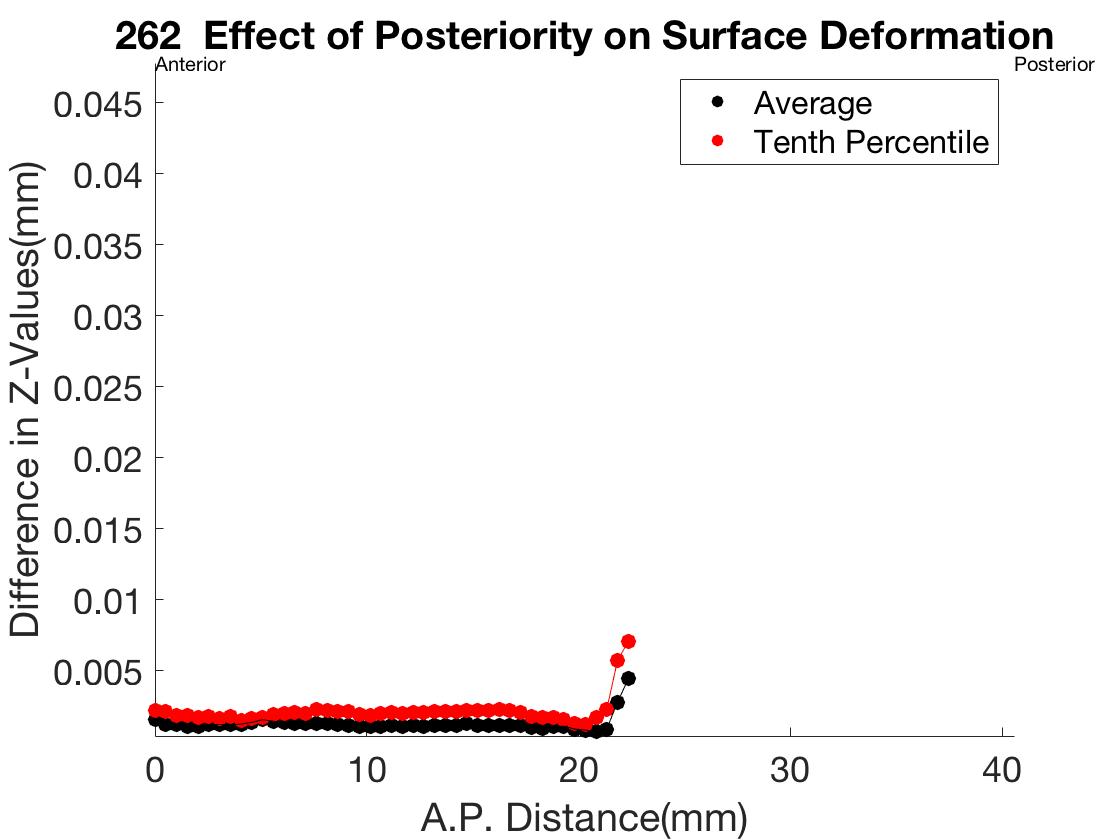 262  Effect of Posteriority on Surface Deformation
Anterior
Posterior
Average
Tenth Percentile
0.045
0.04
0.035
0.03
0.025
0.02
0.015
0.01
0.005
Difference in Z-Values(mm)
0 10 20 30 40
A.P. Distance(mm)